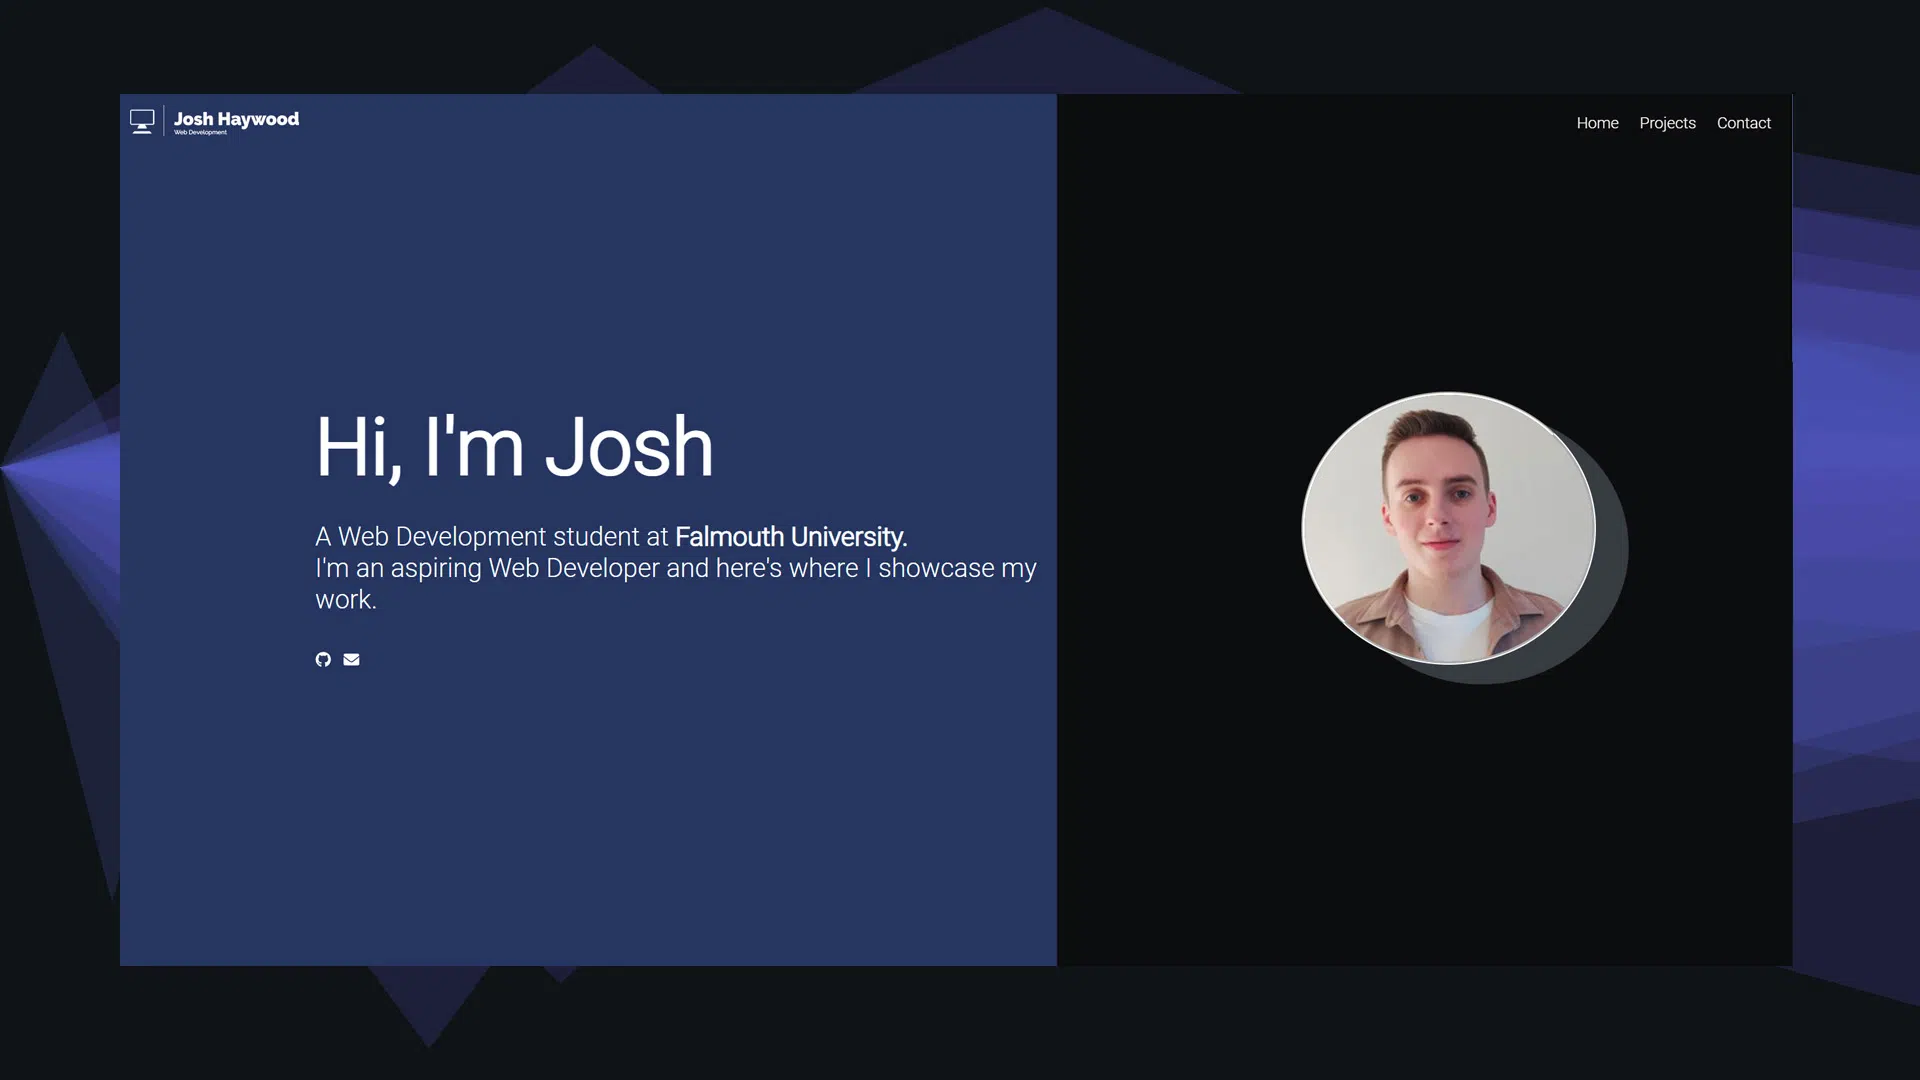 Josh Haywood
Web Development
Home Projects Contact
Hi, I'm Josh
A Web Development student at Falmouth University.
I'm an aspiring Web Developer and here's where I showcase my
work.